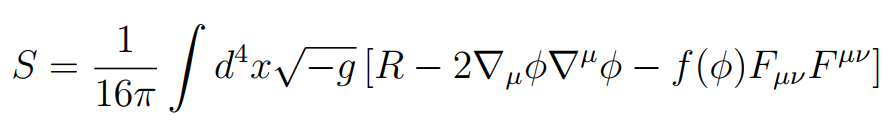 S = \frac{1}{16\pi} \int d^4x \sqrt{-g} \left[ R - 2\nabla_\mu \phi \nabla^\mu \phi - f(\phi) F_{\mu\nu} F^{\mu\nu} \right]